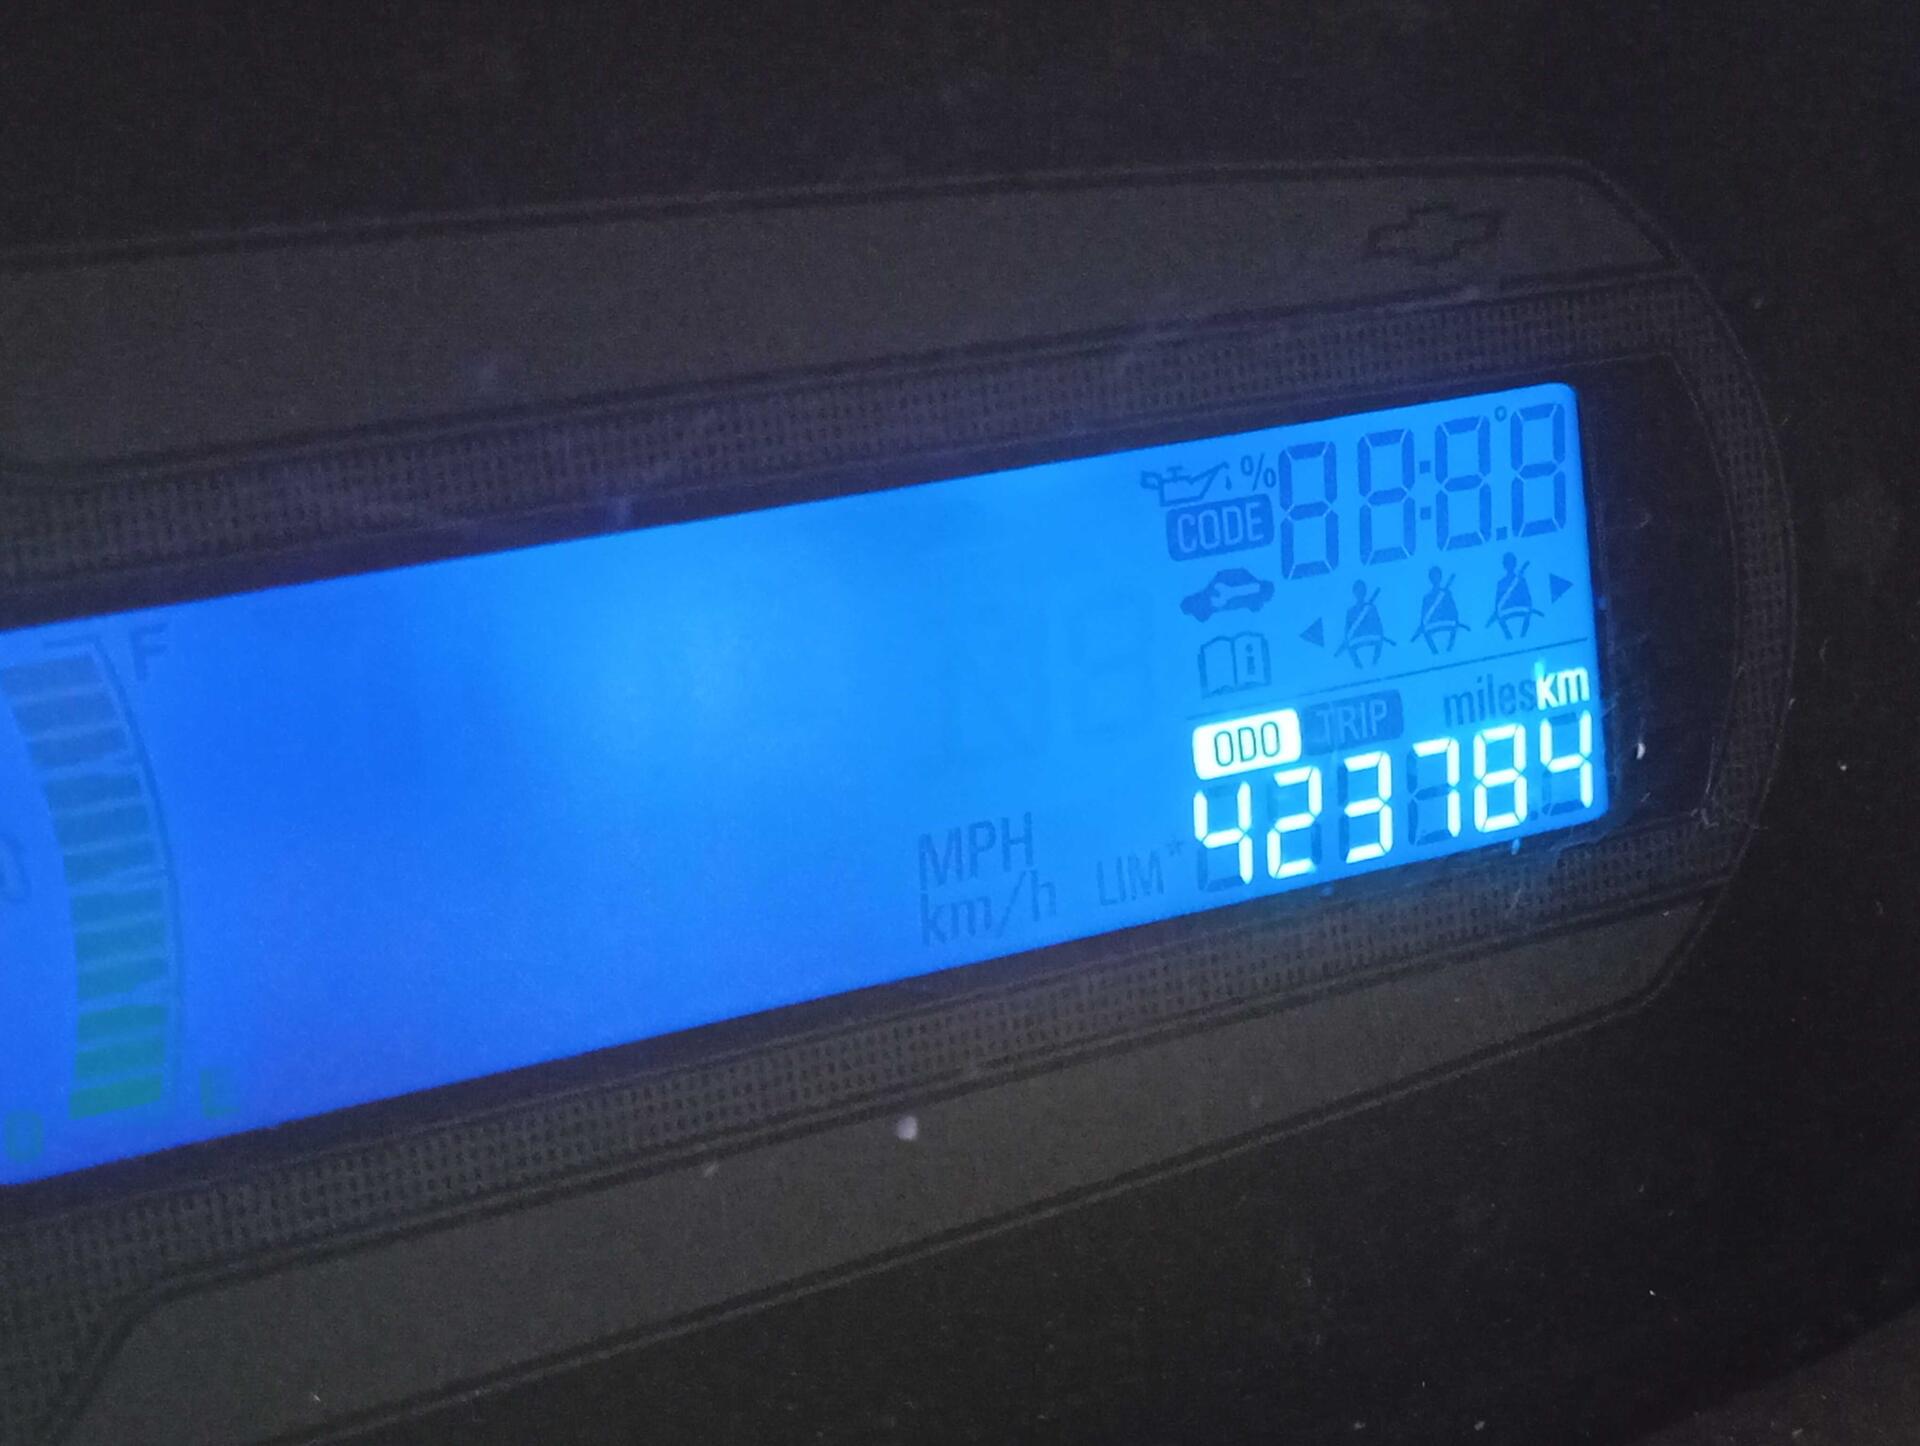 F
%
CODE
88:8.8
ODO TRIP miles km
423784
MPH
km/h
LIM*
E